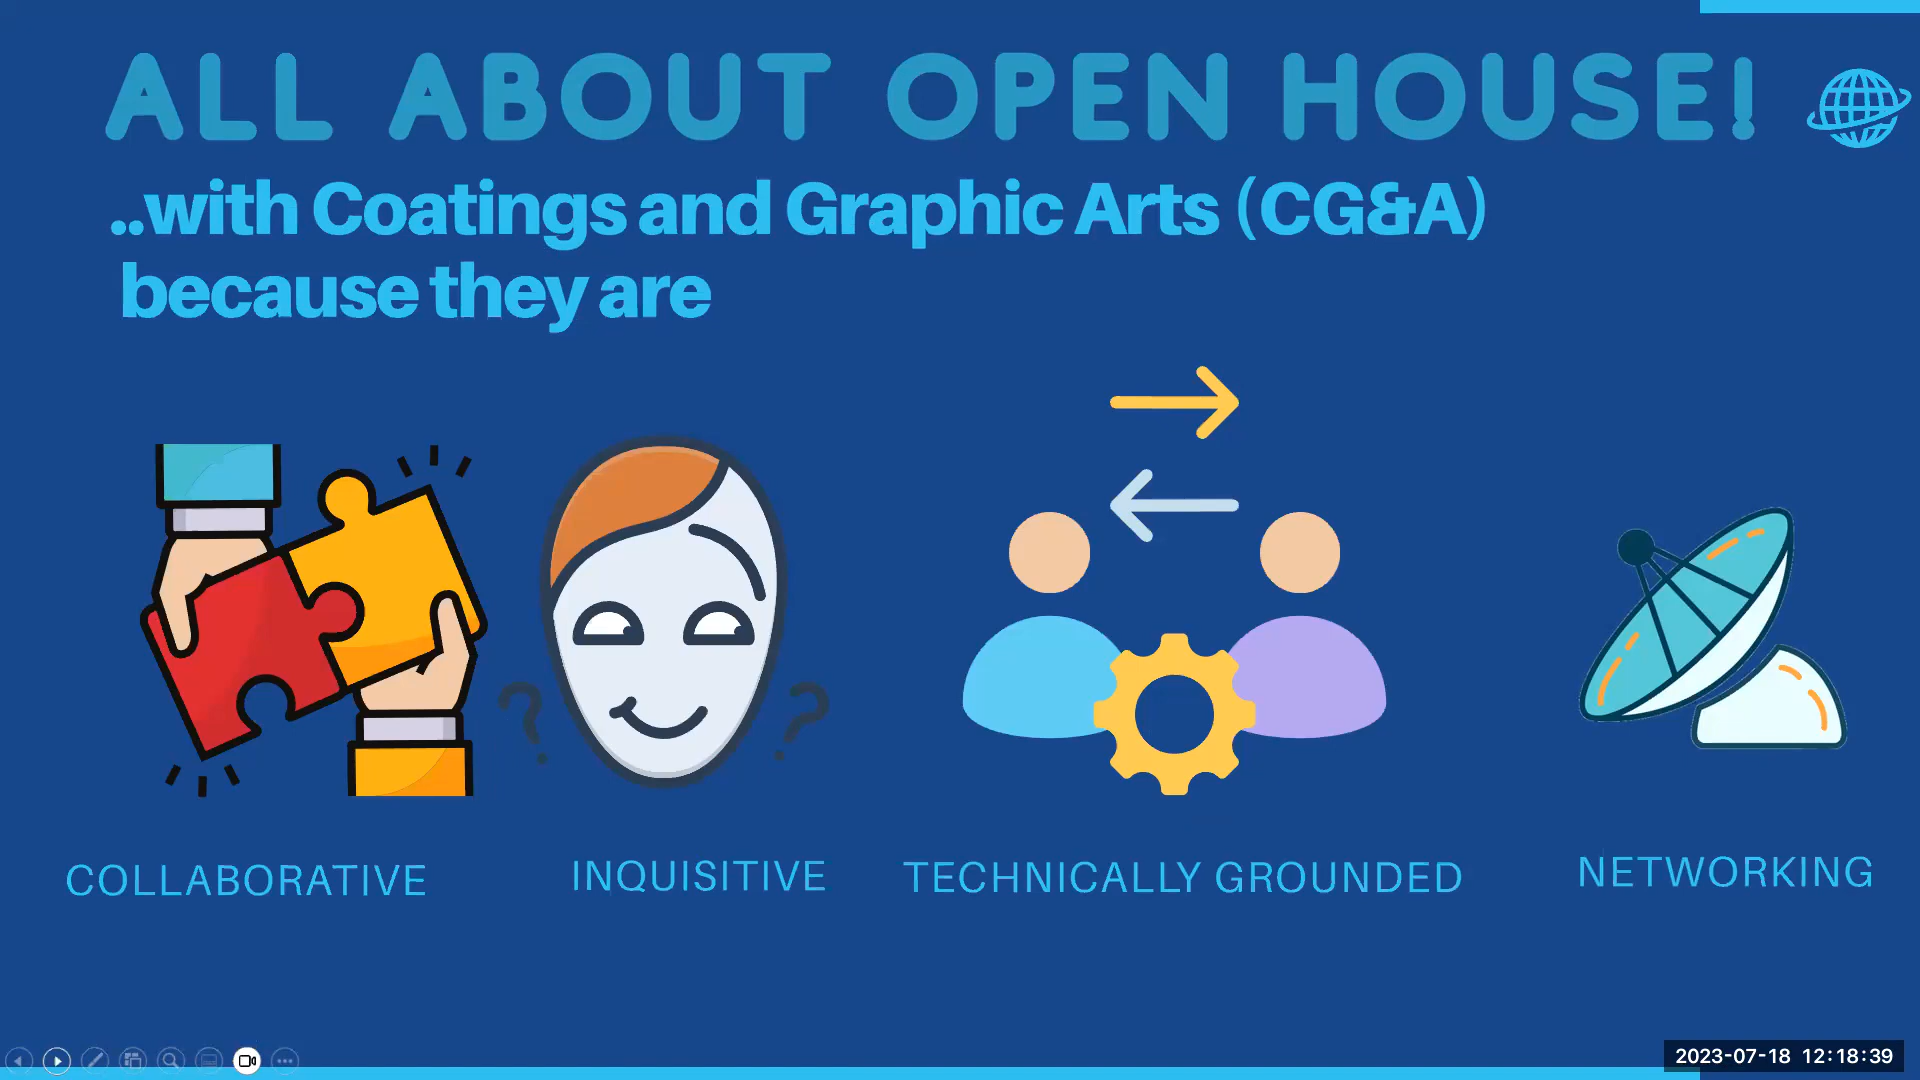 ALL ABOUT OPEN HOUSE!
..with Coatings and Graphic Arts (CG&A)
because they are
COLLABORATIVE
INQUISITIVE
TECHNICALLY GROUNDED
NETWORKING
2023-07-18 12:18:39